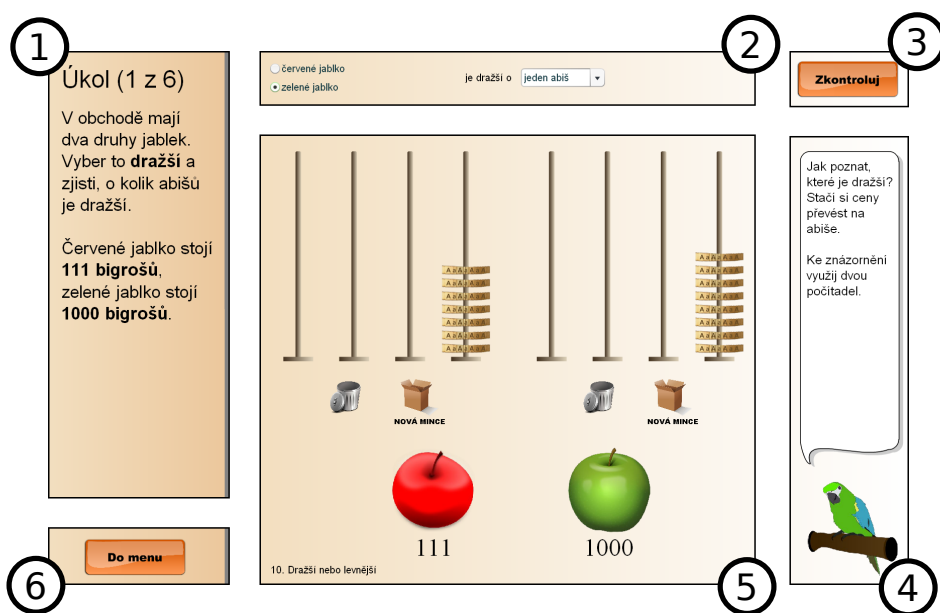 1
Úkol (1 z 6)
V obchodě mají
dva druhy jablek.
Vyber to dražší a
zjisti, o kolik abišů
je dražší.
Červené jablko stojí
111 bigrošů,
zelené jablko stojí
1000 bigrošů.
2
červené jablko
zelené jablko
je dražší o
jeden abiš
3
Zkontroluj
Jak poznat,
které je dražší?
Stačí si ceny
převést na
abiše.
Ke znázornění
využij dvou
počítadel.
4
NOVÁ MINCE
NOVÁ MINCE
111
1000
10. Dražší nebo levnější
5
Do menu
6